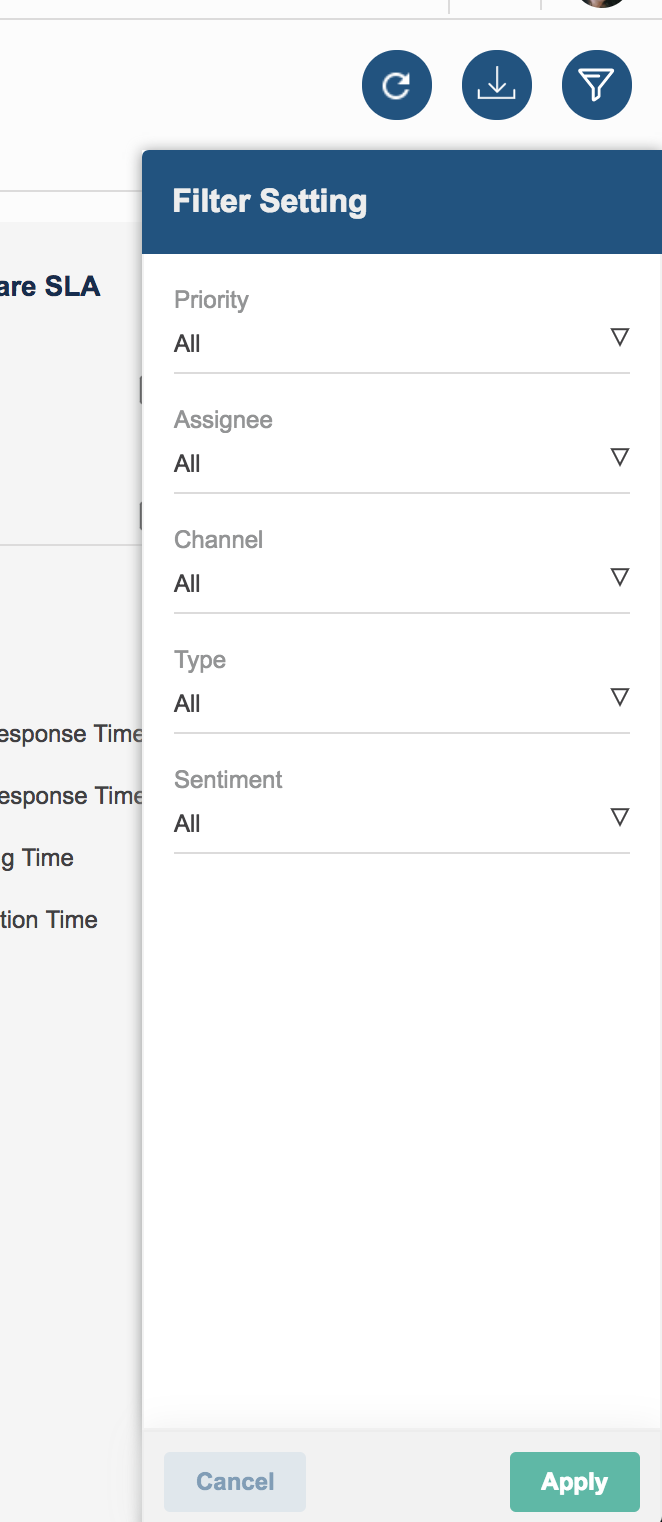 Filter Setting
are SLA
Priority
All
Assignee
All
Channel
All
Type
All
esponse Time
esponse Time
g Time
tion Time
Sentiment
All
Cancel
Apply